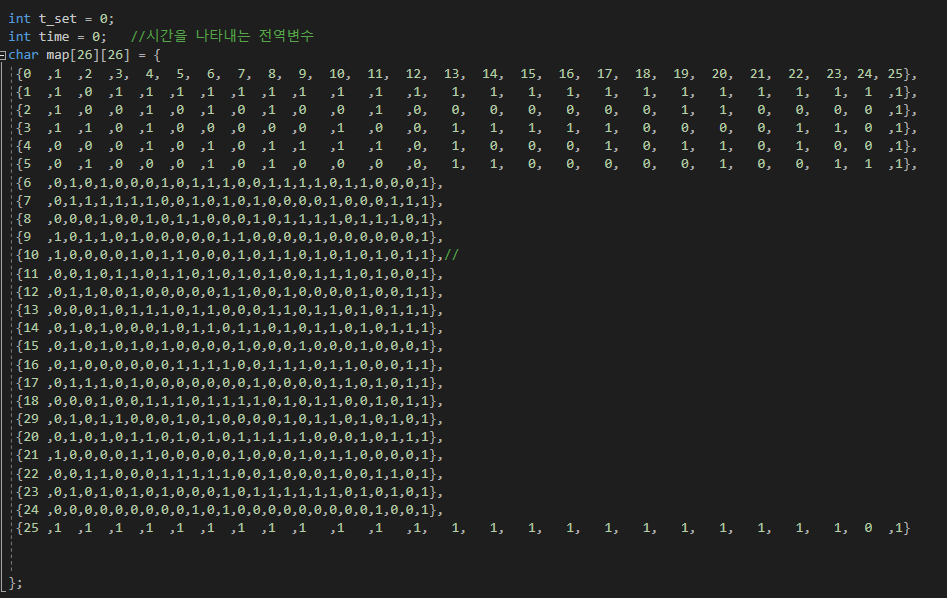 int t_set = 0;
int time = 0;   //시간을 나타내는 전역변수
char map[26][26] = {
{0  ,1  ,2  ,3,  4,  5,  6,  7,  8,  9,  10,  11,  12,  13,  14,  15,  16,  17,  18,  19,  20,  21,  22,  23, 24, 25},
{1  ,1  ,0  ,1  ,1  ,1  ,1  ,1  ,1  ,1   ,1   ,1   ,1,   1,   1,   1,   1,   1,   1,   1,   1,   1,   1,   1,  1  ,1},
{2  ,1  ,0  ,0  ,1  ,0  ,1  ,0  ,1  ,0   ,0   ,1   ,0,   0,   0,   0,   0,   0,   0,   1,   1,   0,   0,   0,  0  ,1},
{3  ,1  ,1  ,0  ,1  ,0  ,0  ,0  ,0  ,0   ,1   ,0   ,0,   1,   1,   1,   1,   1,   0,   0,   0,   0,   1,   1,  0  ,1},
{4  ,0  ,0  ,0  ,1  ,0  ,1  ,0  ,1  ,1   ,1   ,1   ,0,   1,   0,   0,   0,   1,   0,   1,   1,   0,   1,   0,  0  ,1},
{5  ,0  ,1  ,0  ,0  ,0  ,1  ,0  ,1  ,0   ,0   ,0   ,0,   1,   1,   0,   0,   0,   0,   0,   1,   0,   0,   1,  1  ,1},
{6  ,0,1,0,1,0,0,0,1,0,1,1,1,0,0,1,1,1,1,0,1,1,0,0,0,1},
{7  ,0,1,1,1,1,1,1,0,0,1,0,1,0,0,0,0,1,0,0,0,1,1,1},
{8  ,0,0,0,1,0,0,1,0,1,1,0,0,1,0,1,1,1,1,0,1,1,1,0,1},
{9  ,1,0,1,1,0,1,0,0,0,0,0,1,1,0,0,0,0,1,0,0,0,0,0,0,1},
{10 ,1,0,0,0,0,1,0,1,1,0,0,0,1,0,1,1,0,1,0,1,0,1,0,1,1},//
{11 ,0,0,1,0,1,1,0,1,1,0,1,0,1,0,1,0,0,1,1,1,0,1,0,0,1},
{12 ,0,1,1,0,0,1,0,0,0,0,0,1,1,0,0,1,0,0,0,0,1,0,0,1,1},
{13 ,0,0,0,1,0,1,1,1,0,1,1,0,0,0,1,1,0,1,1,0,1,0,1,1,1},
{14 ,0,1,0,1,0,0,0,1,0,1,1,1,0,1,0,1,0,1,1,0,1,0,1,1,1},
{15 ,0,1,0,1,0,1,0,1,0,0,0,0,1,0,0,1,0,0,0,1,0,0,0,0,1},
{16 ,0,1,0,0,0,0,0,0,1,1,1,1,0,0,1,1,1,0,1,1,0,0,0,1,1},
{17 ,0,1,1,1,0,1,0,0,0,0,0,0,0,1,0,0,0,0,0,1,1,0,1,0,1,1},
{18 ,0,0,0,1,0,0,1,0,1,1,0,1,1,1,1,0,1,0,1,1,0,1,0,1,1},
{29 ,0,1,0,1,1,0,0,0,1,0,1,0,0,0,0,1,0,1,0,1,1,0,1,0,1},
{20 ,0,1,0,1,0,1,1,0,1,0,1,0,1,1,1,1,1,0,0,0,1,0,1,1,1},
{21 ,1,0,0,0,0,1,1,0,1,0,0,0,0,0,0,1,0,1,1,0,0,0,0,1},
{22 ,0,0,1,1,0,0,0,1,1,1,1,1,0,0,1,0,0,0,1,0,0,1,1,0,1},
{23 ,0,1,0,1,0,1,0,1,0,0,0,1,0,1,1,1,1,1,1,0,1,0,1,0,1},
{24 ,0,0,0,0,0,0,0,0,0,1,0,1,0,0,0,0,0,0,0,0,0,1,0,0,1},
{25 ,1  ,1  ,1  ,1  ,1  ,1  ,1  ,1  ,1   ,1   ,1   ,1,   1,   1,   1,   1,   1,   1,   1,   1,   1,   1,   1,  0  ,1}
};